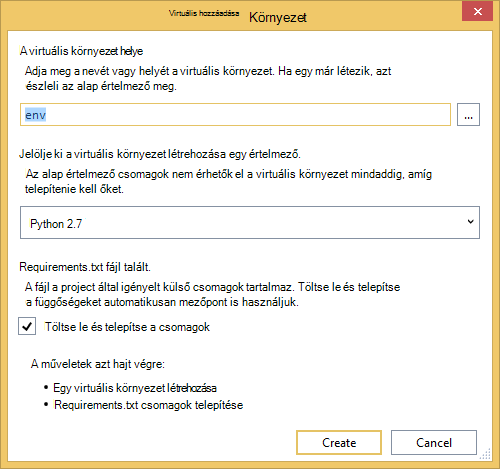 Virtuális hozzáadása Környezet
A virtuális környezet helye
Adja meg a nevét vagy helyét a virtuális környezet. Ha egy már létezik, azt
észleli az alap értelmező meg.
env
...
Jelölje ki a virtuális környezet létrehozása egy értelmező.
Az alap értelmező csomagok nem érhetők el a virtuális környezet mindaddig, amíg
telepítenie kell őket.
Python 2.7
Requirements.txt fájl talált.
A fájl a project által igényelt külső csomagok tartalmaz. Töltse le és telepítse
a függőségeket automatikusan mezőpont is használjuk.
Töltse le és telepítse a csomagok
A műveletek azt hajt végre:
• Egy virtuális környezet létrehozása
• Requirements.txt csomagok telepítése
Create Cancel